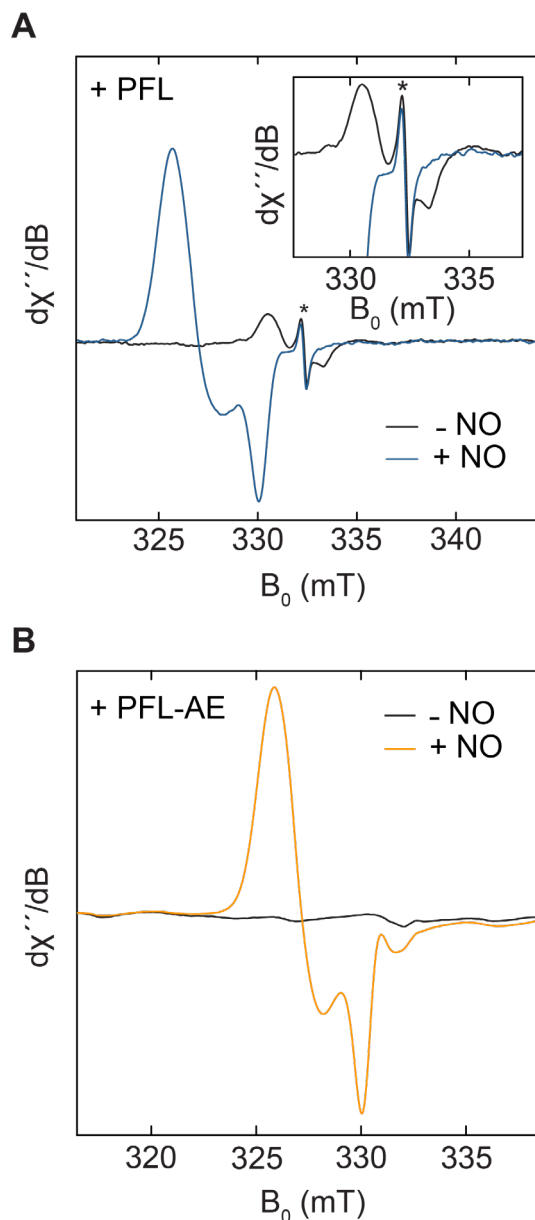 A
+ PFL
*
dχ´´/dB
330 335
B₀ (mT)
dχ´´/dB
*
- NO
+ NO
325 330 335 340
B₀ (mT)
B
+ PFL-AE
- NO
+ NO
dχ´´/dB
320 325 330 335
B₀ (mT)